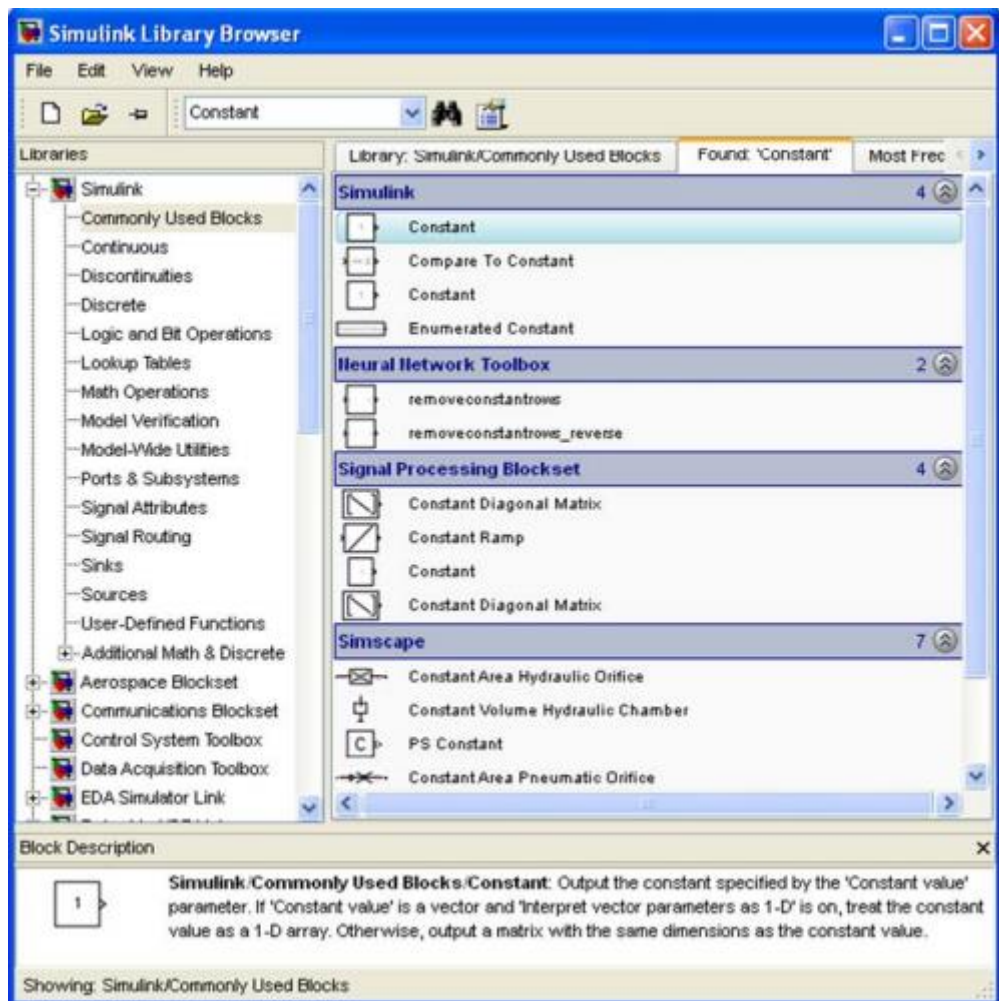 Simulink Library Browser
File Edit View Help
Constant
Libraries
Simulink
Commonly Used Blocks
Continuous
Discontinuities
Discrete
Logic and Bit Operations
Lookup Tables
Math Operations
Model Verification
Model-Wide Utilities
Ports & Subsystems
Signal Attributes
Signal Routing
Sinks
Sources
User-Defined Functions
Additional Math & Discrete
Aerospace Blockset
Communications Blockset
Control System Toolbox
Data Acquisition Toolbox
EDA Simulator Link
Library: Simulink/Commonly Used Blocks Found: 'Constant' Most Freq
Simulink 4
Constant
Compare To Constant
Constant
Enumerated Constant
Neural Network Toolbox 2
removeconstantrows
removeconstantrows_reverse
Signal Processing Blockset 4
Constant Diagonal Matrix
Constant Ramp
Constant
Constant Diagonal Matrix
Simscape 7
Constant Area Hydraulic Orifice
Constant Volume Hydraulic Chamber
C PS Constant
Constant Area Pneumatic Orifice
Block Description
1
Simulink/Commonly Used Blocks/Constant: Output the constant specified by the 'Constant value'
parameter. If 'Constant value' is a vector and 'Interpret vector parameters as 1-D' is on, treat the constant
value as a 1-D array. Otherwise, output a matrix with the same dimensions as the constant value.
Showing: Simulink/Commonly Used Blocks